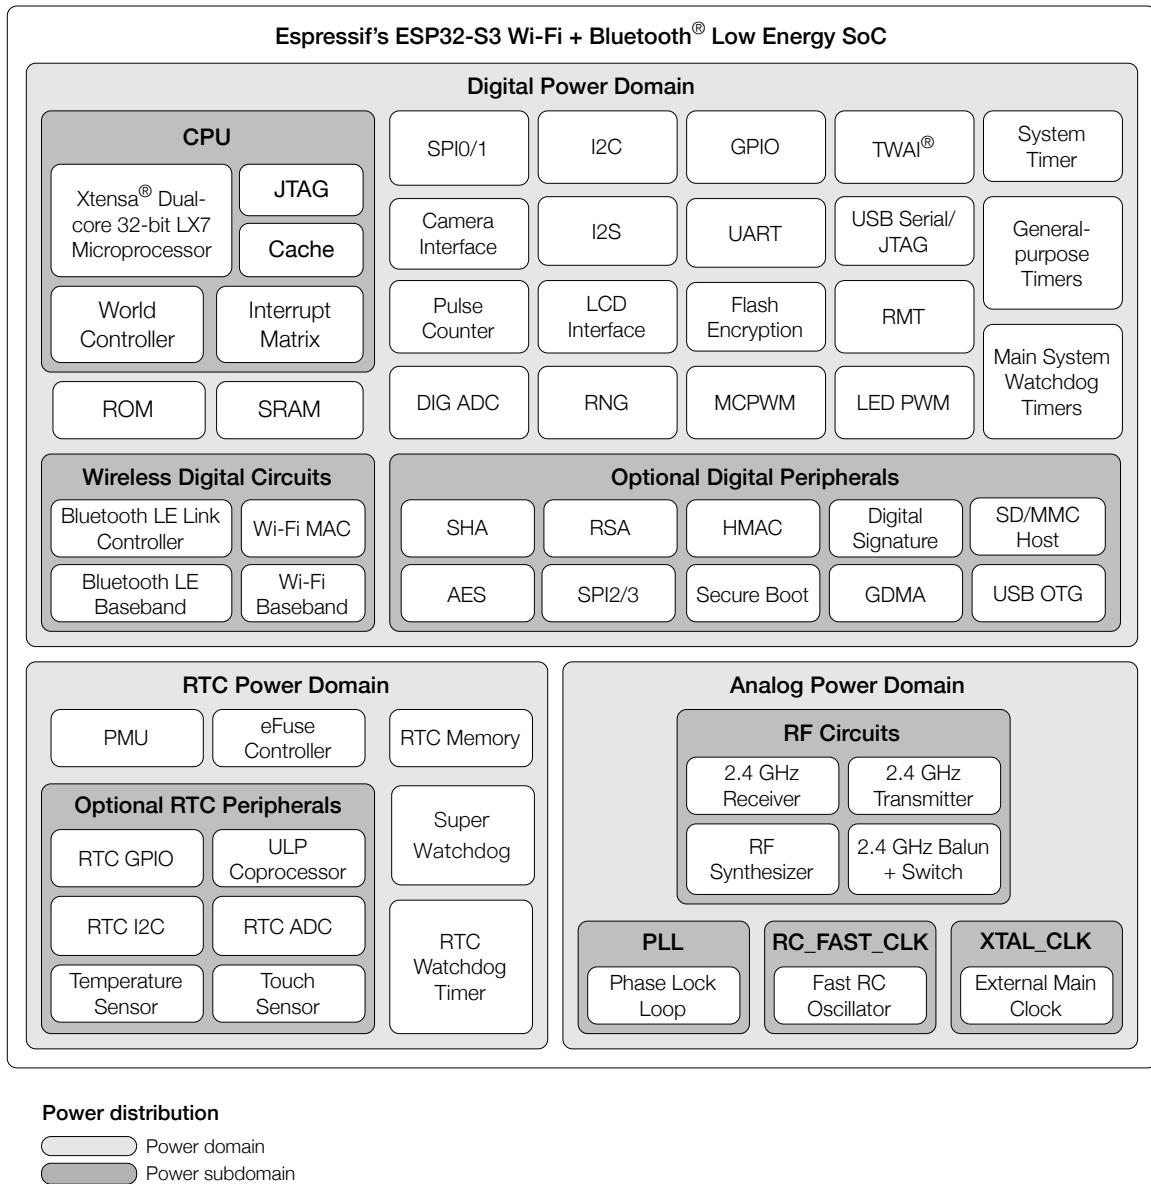 Espressif's ESP32-S3 Wi-Fi + Bluetooth® Low Energy SoC
Digital Power Domain
CPU
Xtensa® Dual-
core 32-bit LX7
Microprocessor
JTAG
Cache
World
Controller
Interrupt
Matrix
ROM
SRAM
SPI0/1
I2C
GPIO
TWAI®
System
Timer
Camera
Interface
I2S
UART
USB Serial/
JTAG
General-
purpose
Timers
Pulse
Counter
LCD
Interface
Flash
Encryption
RMT
Main System
Watchdog
Timers
DIG ADC
RNG
MCPWM
LED PWM
Wireless Digital Circuits
Bluetooth LE Link
Controller
Wi-Fi MAC
Bluetooth LE
Baseband
Wi-Fi
Baseband
Optional Digital Peripherals
SHA
RSA
HMAC
Digital
Signature
SD/MMC
Host
AES
SPI2/3
Secure Boot
GDMA
USB OTG
RTC Power Domain
PMU
eFuse
Controller
RTC Memory
Optional RTC Peripherals
RTC GPIO
ULP
Coprocessor
RTC I2C
RTC ADC
Temperature
Sensor
Touch
Sensor
Super
Watchdog
RTC
Watchdog
Timer
Analog Power Domain
RF Circuits
2.4 GHz
Receiver
2.4 GHz
Transmitter
RF
Synthesizer
2.4 GHz Balun
+ Switch
PLL
Phase Lock
Loop
RC_FAST_CLK
Fast RC
Oscillator
XTAL_CLK
External Main
Clock
Power distribution
Power domain
Power subdomain